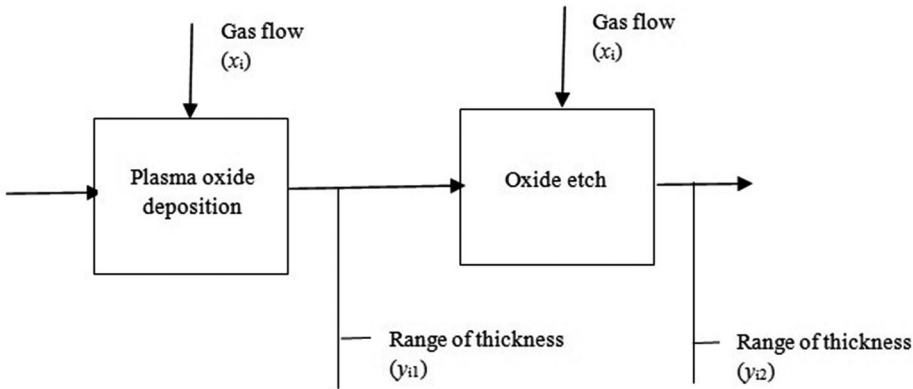 Gas flow
(xi)
Gas flow
(xi)
Plasma oxide
deposition
Oxide etch
Range of thickness
(yi1)
Range of thickness
(yi2)